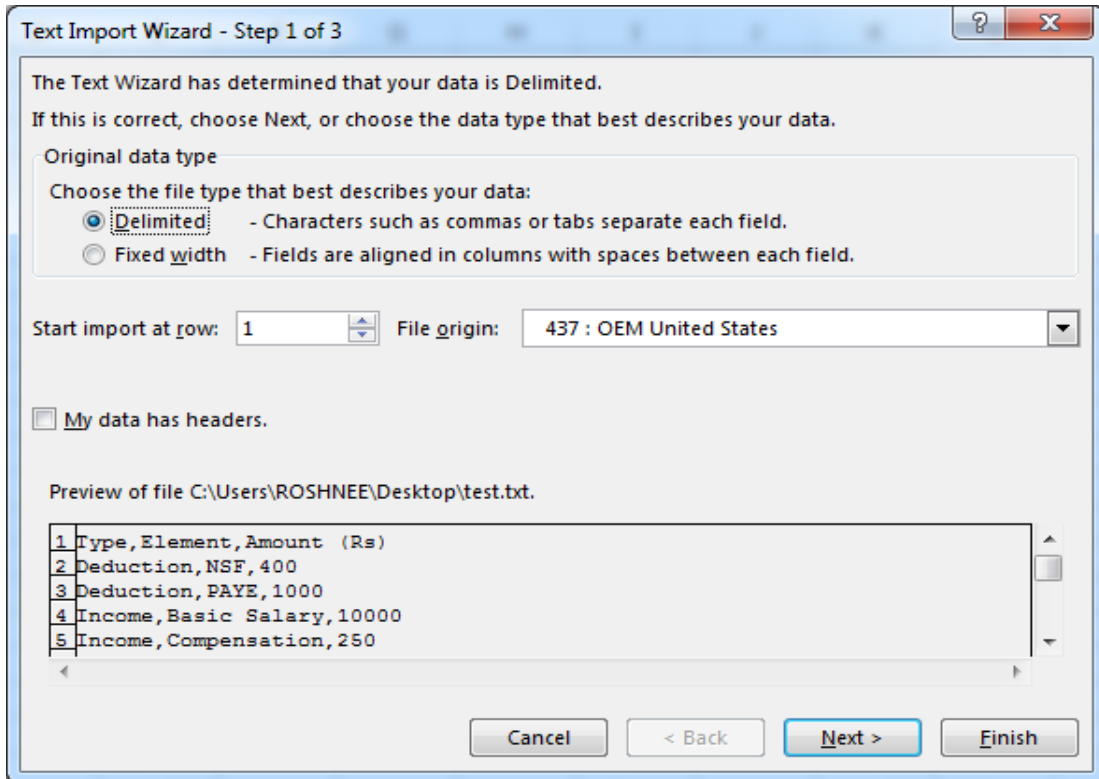 Text Import Wizard - Step 1 of 3
The Text Wizard has determined that your data is Delimited.
If this is correct, choose Next, or choose the data type that best describes your data.
Original data type
Choose the file type that best describes your data:
Delimited - Characters such as commas or tabs separate each field.
Fixed width - Fields are aligned in columns with spaces between each field.
Start import at row: 1 File origin: 437 : OEM United States
My data has headers.
Preview of file C:\Users\ROSHNEE\Desktop\test.txt.
1 Type,Element,Amount (Rs)
2 Deduction,NSF,400
3 Deduction,PAYE,1000
4 Income,Basic Salary,10000
5 Income,Compensation,250
Cancel < Back Next > Finish